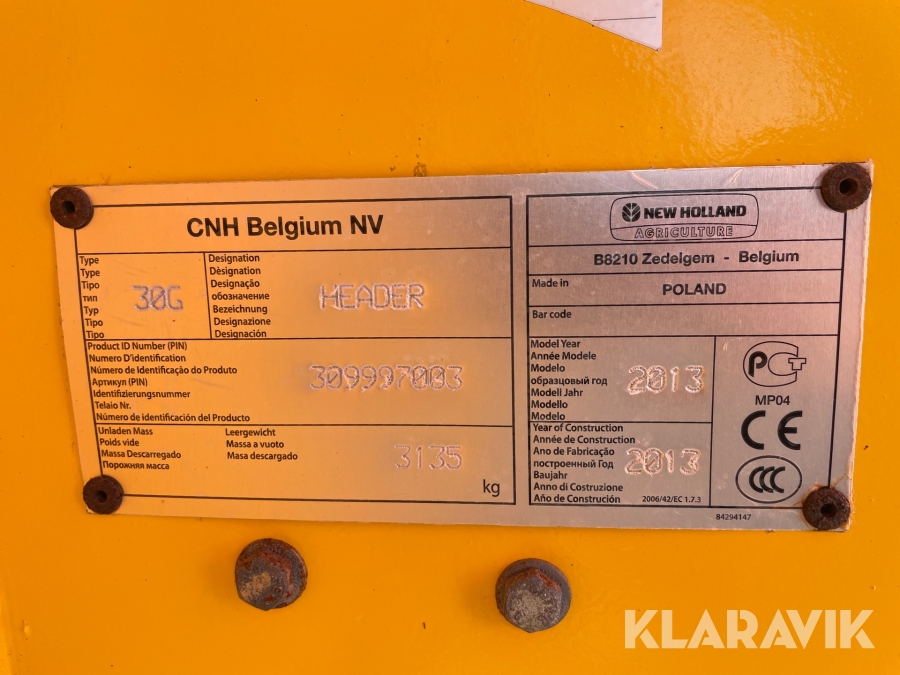 CNH Belgium NV
Type
Type
Tipo
тип
Typ
Tipo
Tipo
30G
Designation
Dèsignation
Designação
обозначение
Bezeichnung
Designazione
Designación
HEADER
Product ID Number (PIN)
Numero D'identification
Número de Identificação do Produto
Артикул (PIN)
Identifizierungsnummer
Telaio Nr.
Número de identificación del Producto
309997003
Unladen Mass Leergewicht
Poids vide Massa a vuoto
Massa Descarregado Masa descargado
Порожняя масса
3135
kg
NEW HOLLAND
AGRICULTURE
B8210 Zedelgem - Belgium
Made in POLAND
Bar code
Model Year
Année Modele
Modelo
образцовый год
Modell Jahr
Modello
Modelo
2013
Year of Construction
Année de Construction
Ano de Fabricação
построенный Год
Baujahr
Anno di Costruzione
Año de Construción
2013
2006/42/EC 1.7.3
PCT
MP04
CE
CCC
84294147
KLARAVIK